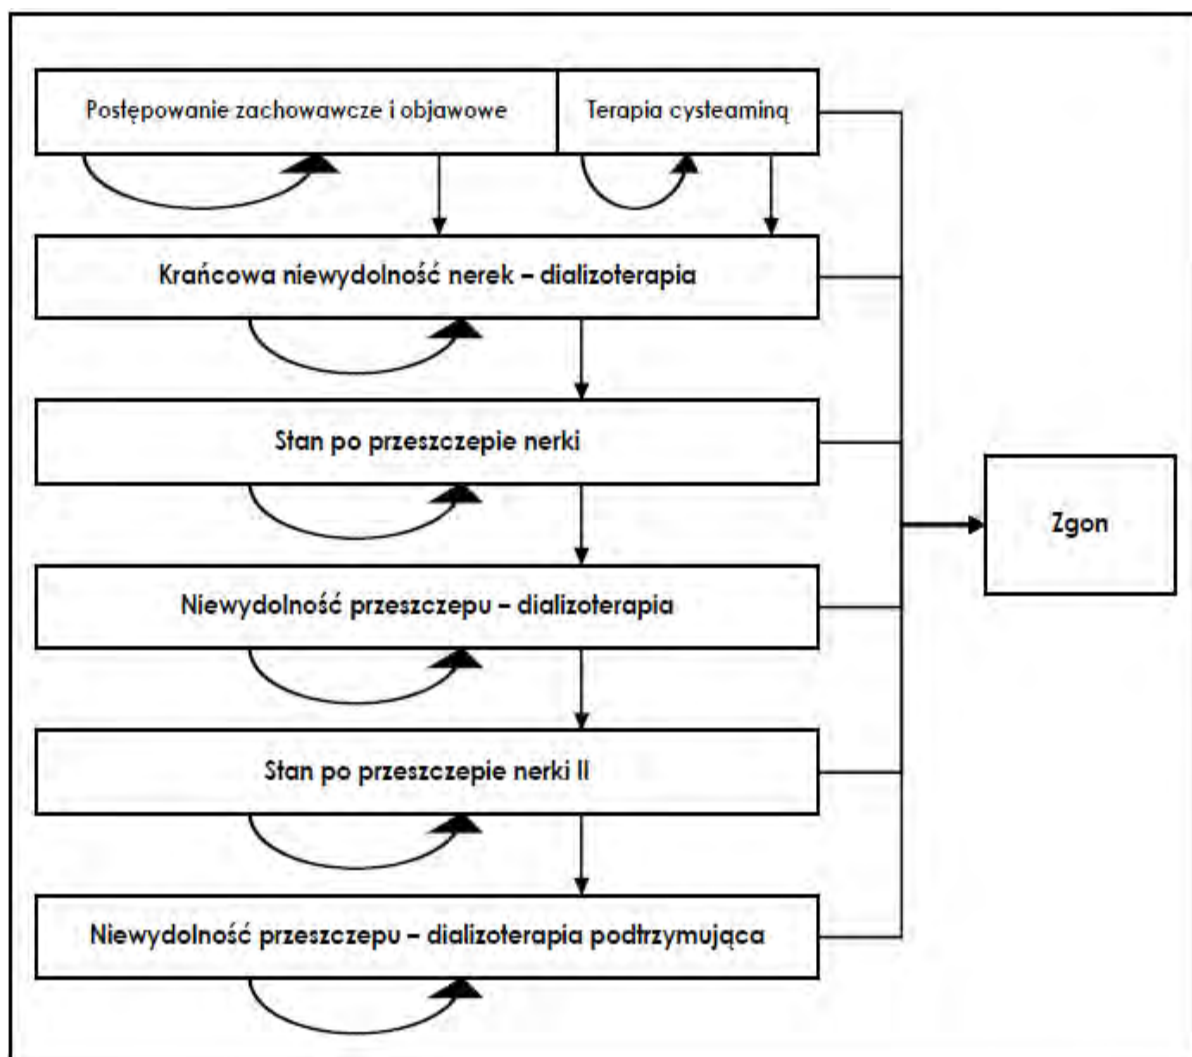 Postępowanie zachowawcze i objawowe
Terapia cysteaminą
Krańcowa niewydolność nerek – dializoterapia
Stan po przeszczepie nerki
Niewydolność przeszczepu – dializoterapia
Zgon
Stan po przeszczepie nerki II
Niewydolność przeszczepu – dializoterapia podtrzymująca